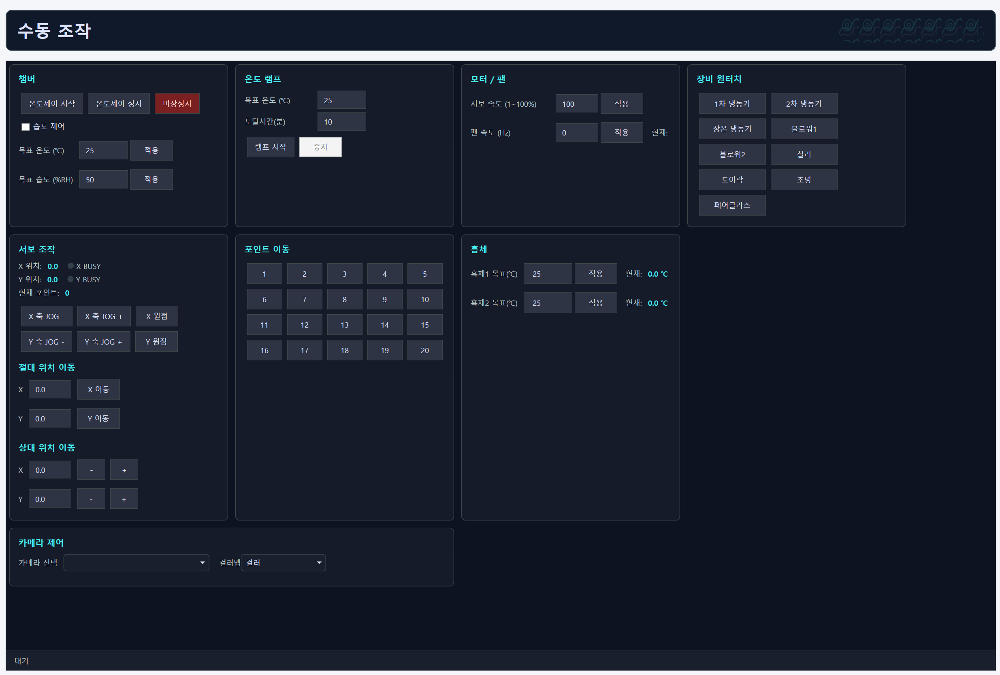 수동 조작
챔버
온도제어 시작 온도제어 정지 비상정지
습도 제어
목표 온도 (℃) 25 적용
목표 습도 (%RH) 50 적용
온도 램프
목표 온도 (℃) 25
도달시간(분) 10
램프 시작 중지
모터 / 팬
서보 속도 (1~100%) 100 적용
팬 속도 (Hz) 0 적용 현재:
장비 원터치
1차 냉동기 2차 냉동기
상온 냉동기 블로워1
블로워2 칠러
도어락 조명
페어글라스
서보 조작
X 위치: 0.0 X BUSY
Y 위치: 0.0 Y BUSY
현재 포인트: 0
X 축 JOG - X 축 JOG + X 원점
Y 축 JOG - Y 축 JOG + Y 원점
절대 위치 이동
X 0.0 X 이동
Y 0.0 Y 이동
상대 위치 이동
X 0.0 - +
Y 0.0 - +
포인트 이동
1 2 3 4 5
6 7 8 9 10
11 12 13 14 15
16 17 18 19 20
흥체
흑체1 목표(℃) 25 적용 현재: 0.0 ℃
흑체2 목표(℃) 25 적용 현재: 0.0 ℃
카메라 제어
카메라 선택 컬러맵 컬러
대기